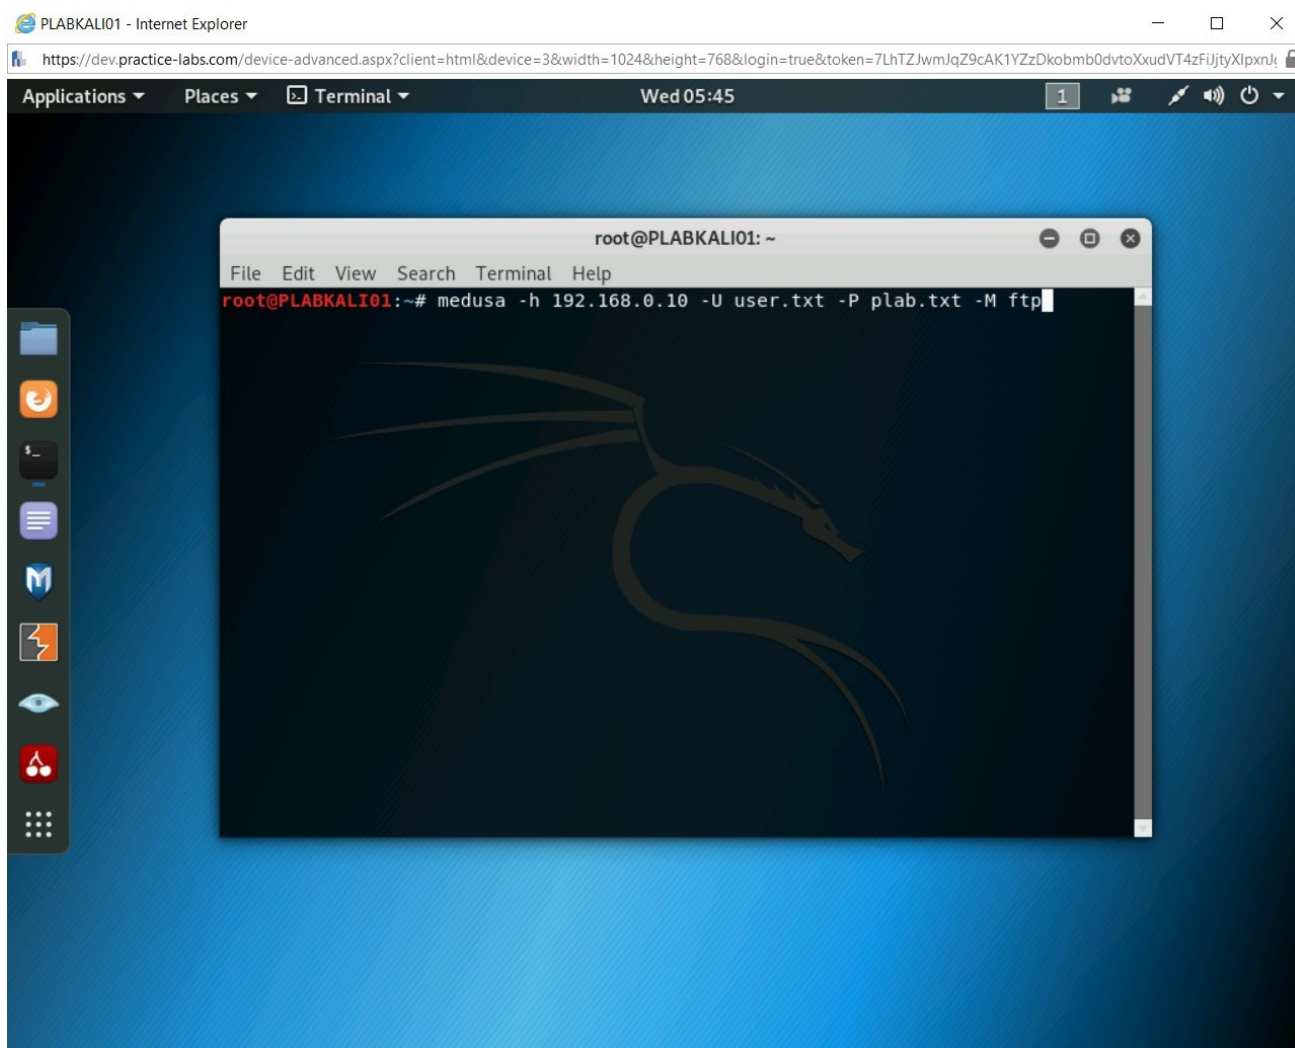 PLABKALI01 - Internet Explorer
https://dev.practice-labs.com/device-advanced.aspx?client=html&device=3&width=1024&height=768&login=true&token=7LhTZJwmJqZ9cAK1YZzDkobmb0dvtoXxudVT4zFiJjtyXIpxnJ
Applications Places Terminal Wed 05:45 1
root@PLABKALI01: ~
File Edit View Search Terminal Help
root@PLABKALI01:~# medusa -h 192.168.0.10 -U user.txt -P plab.txt -M ftp
$_